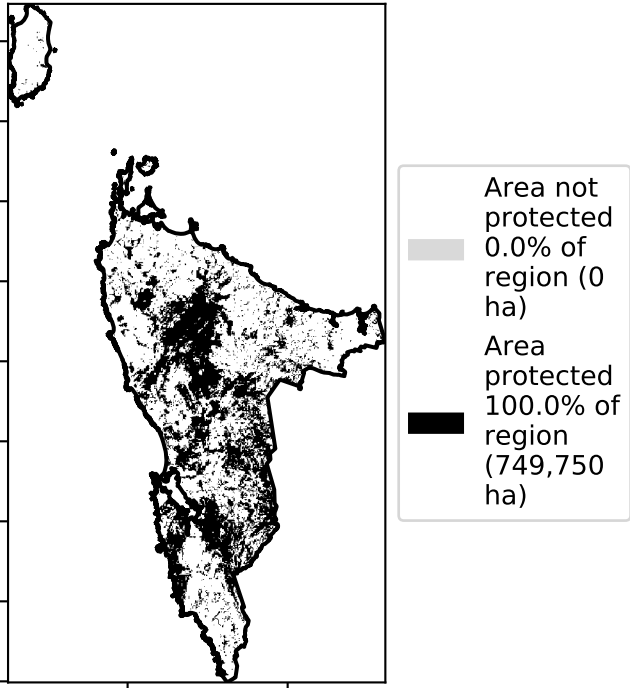 Area not
protected
0.0% of
region (0
ha)
Area
protected
100.0% of
region
(749,750
ha)